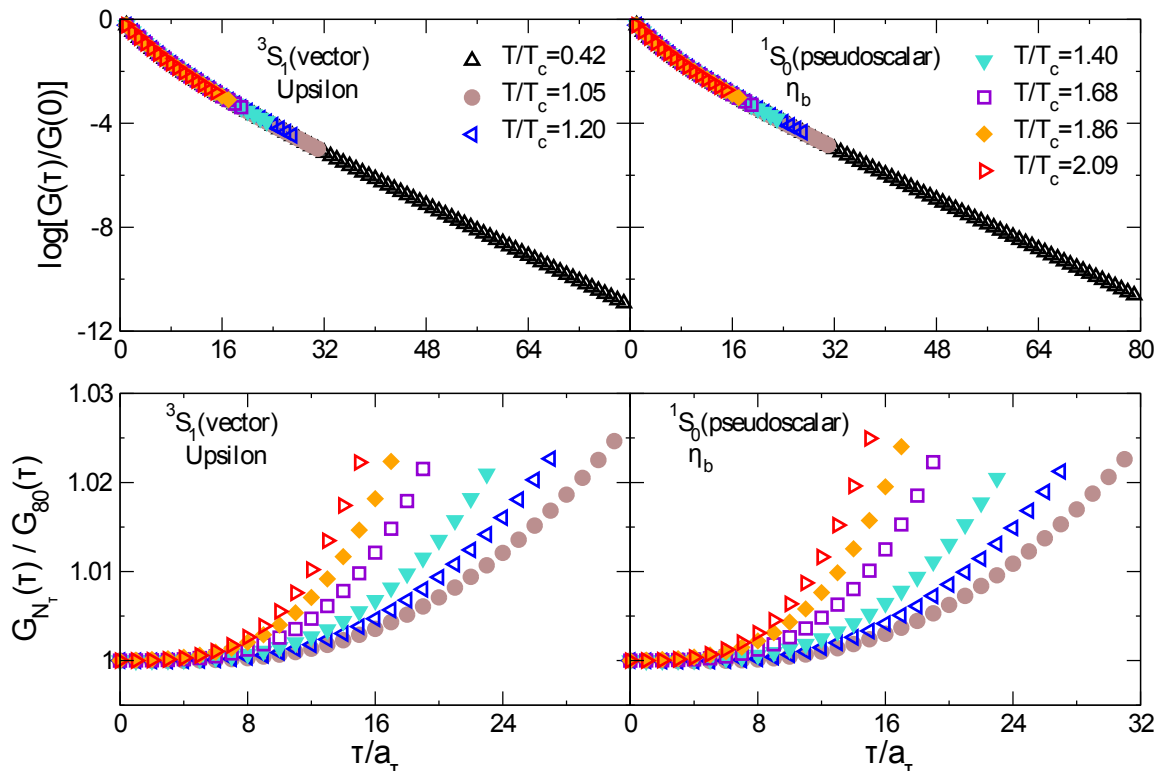 0
-4
-8
-12
log[G(τ)/G(0)]
³S₁(vector)
Upsilon
T/T_c=0.42
T/T_c=1.05
T/T_c=1.20
¹S₀(pseudoscalar)
η_b
T/T_c=1.40
T/T_c=1.68
T/T_c=1.86
T/T_c=2.09
0 16 32 48 64 0 16 32 48 64 80
1.03
1.02
1.01
1
G_{N_τ}(τ) / G_{80}(τ)
³S₁(vector)
Upsilon
¹S₀(pseudoscalar)
η_b
0 8 16 24 0 8 16 24 32
τ/a_τ τ/a_τ